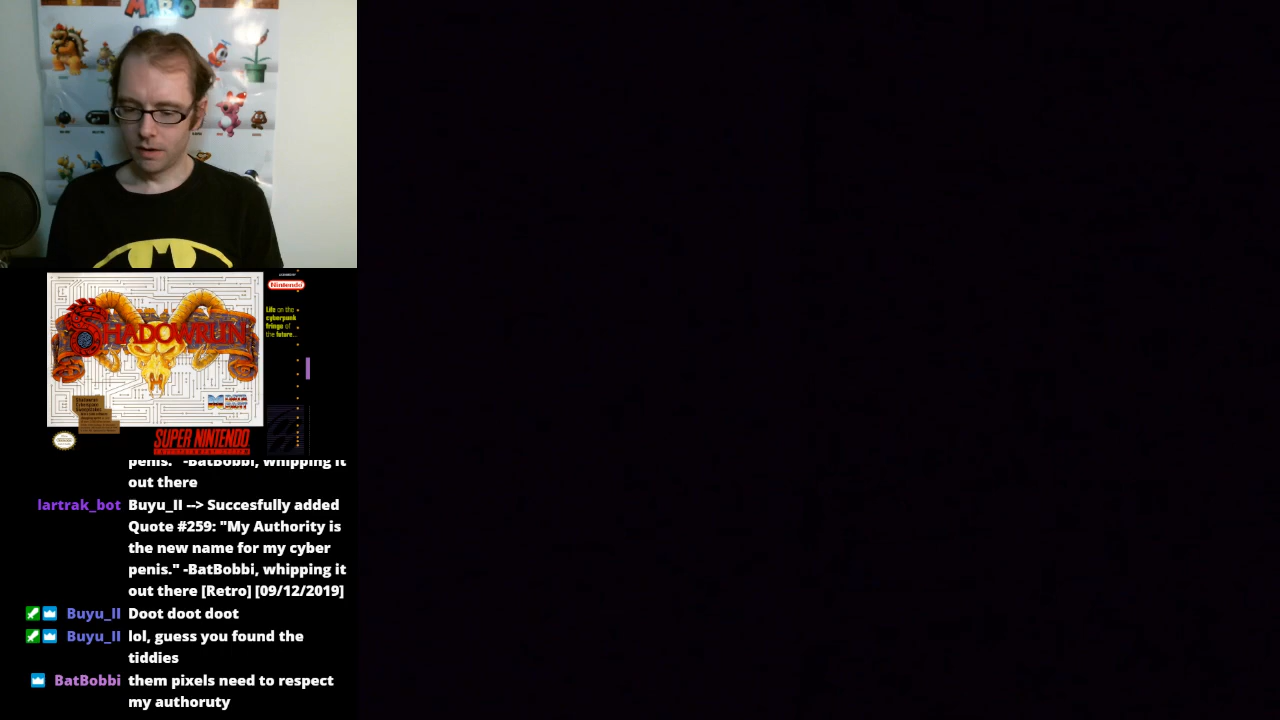 MARIO
Nintendo
Life on the
cyberpunk
fringe of
the future...
SHADOWRUN
SUPER NINTENDO
ENTERTAINMENT SYSTEM
penis." -BatBobbi, whipping it
out there
lartrak_bot Buyu_II --> Succesfully added
Quote #259: "My Authority is
the new name for my cyber
penis." -BatBobbi, whipping it
out there [Retro] [09/12/2019]
Buyu_II Doot doot doot
Buyu_II lol, guess you found the
tiddies
BatBobbi them pixels need to respect
my authoruty